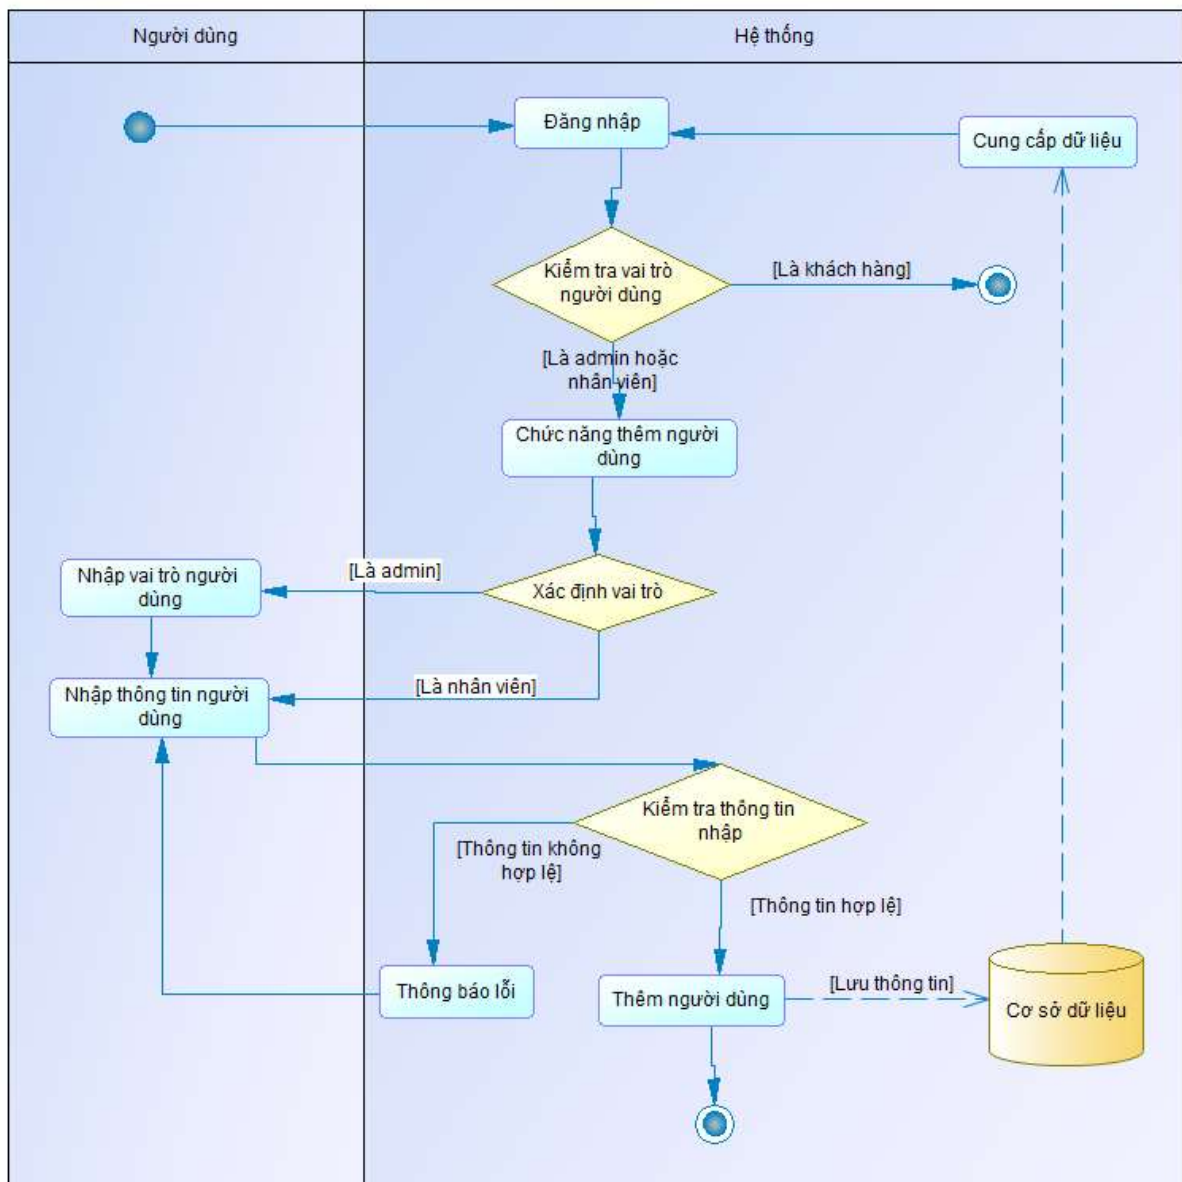 Người dùng
Hệ thống
Đăng nhập
Cung cấp dữ liệu
Kiểm tra vai trò
người dùng
[Là khách hàng]
[Là admin hoặc
nhân viên]
Chức năng thêm người
dùng
Nhập vai trò người
dùng
[Là admin]
Xác định vai trò
Nhập thông tin người
dùng
[Là nhân viên]
Kiểm tra thông tin
nhập
[Thông tin không
hợp lệ]
[Thông tin hợp lệ]
Thông báo lỗi
Thêm người dùng
[Lưu thông tin]
Cơ sở dữ liệu